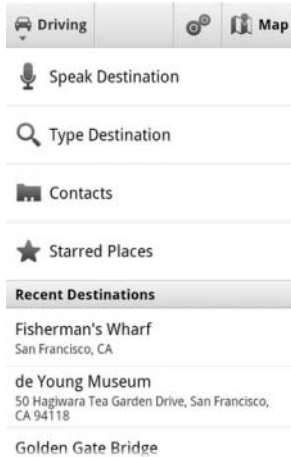 Driving Map
Speak Destination
Type Destination
Contacts
Starred Places
Recent Destinations
Fisherman's Wharf
San Francisco, CA
de Young Museum
50 Hagiwara Tea Garden Drive, San Francisco,
CA 94118
Golden Gate Bridge